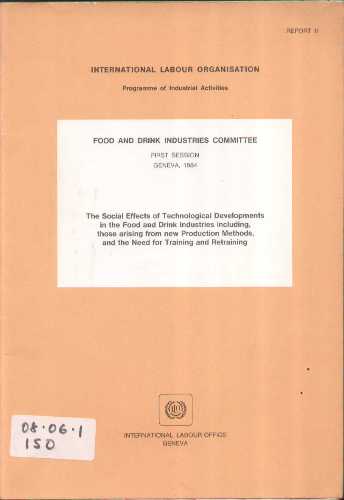 REPORT II
INTERNATIONAL LABOUR ORGANISATION
Programme of Industrial Activities
FOOD AND DRINK INDUSTRIES COMMITTEE
FIRST SESSION
GENEVA, 1984
The Social Effects of Technological Developments
in the Food and Drink Industries including,
those arising from new Production Methods,
and the Need for Training and Retraining
08.06.1
ISO
INTERNATIONAL LABOUR OFFICE
GENEVA